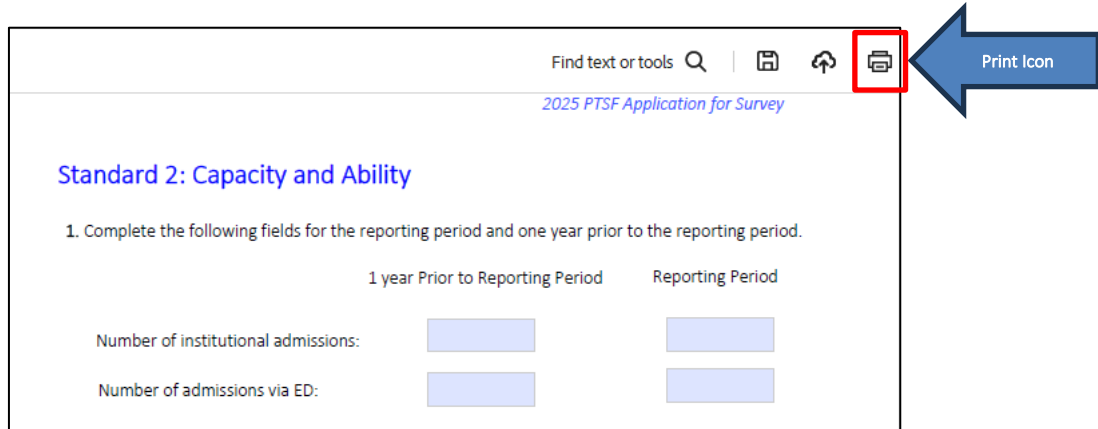 Find text or tools
Print Icon
2025 PTSF Application for Survey
Standard 2: Capacity and Ability
1. Complete the following fields for the reporting period and one year prior to the reporting period.
1 year Prior to Reporting Period Reporting Period
Number of institutional admissions:
Number of admissions via ED: